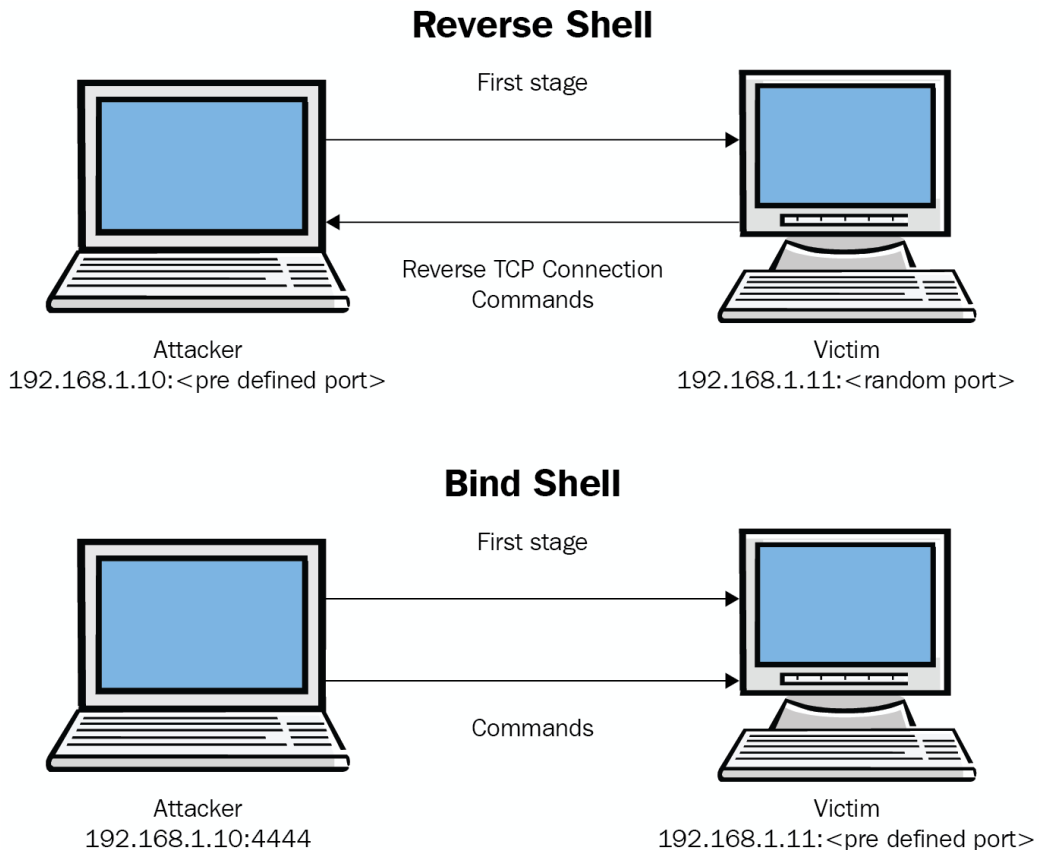 Reverse Shell
First stage
Reverse TCP Connection
Commands
Attacker
192.168.1.10:<pre defined port>
Victim
192.168.1.11:<random port>
Bind Shell
First stage
Commands
Attacker
192.168.1.10:4444
Victim
192.168.1.11:<pre defined port>